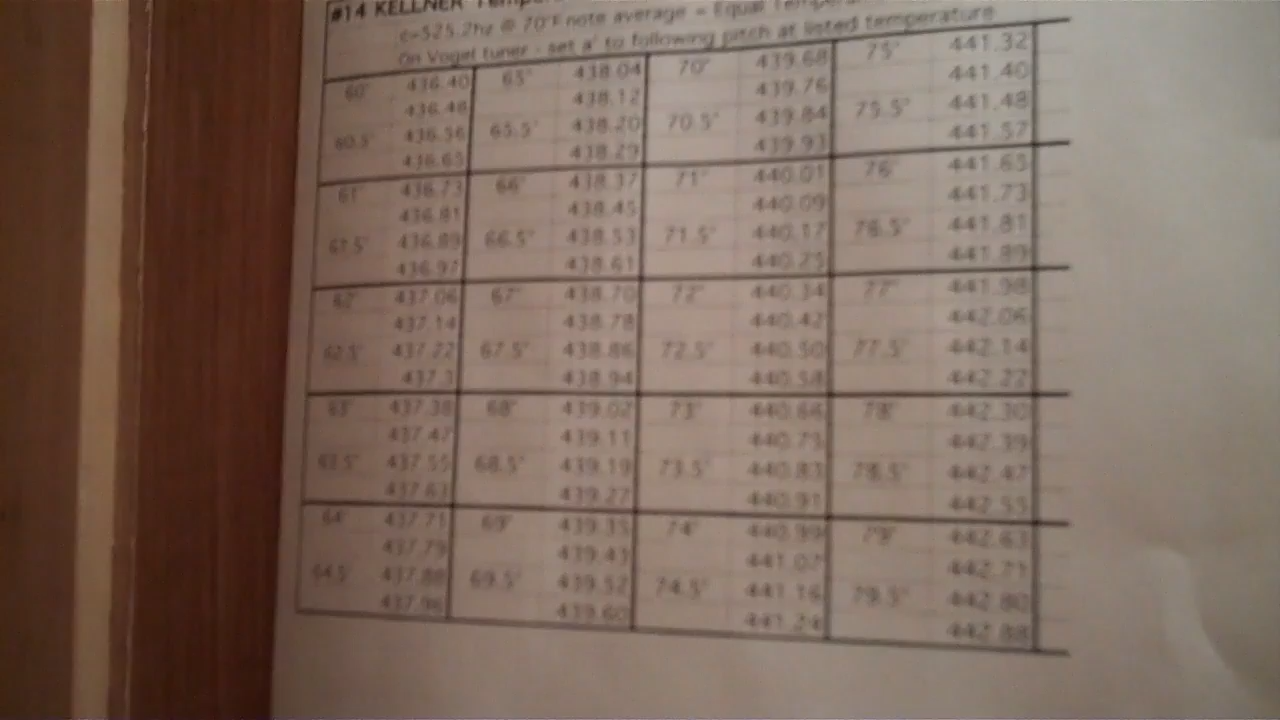 #14 KELLNER
c=525.2hz @ 70°F note average = Equal
On Vogel tuner - set a' to following pitch at listed temperature
60° 436.40 65° 438.04 70° 439.68 75° 441.32
436.48 438.12 439.76 441.40
60.5° 436.56 65.5° 438.20 70.5° 439.84 75.5° 441.48
436.65 438.29 439.93 441.57
61° 436.73 66° 438.37 71° 440.01 76° 441.65
436.81 438.45 440.09 441.73
61.5° 436.89 66.5° 438.53 71.5° 440.17 76.5° 441.81
436.97 438.61 440.25 441.89
62° 437.06 67° 438.70 72° 440.34 77° 441.98
437.14 438.78 440.42 442.06
62.5° 437.22 67.5° 438.86 72.5° 440.50 77.5° 442.14
437.3 438.94 440.58 442.22
63° 437.38 68° 439.02 73° 440.66 78° 442.30
437.47 439.11 440.75 442.39
63.5° 437.55 68.5° 439.19 73.5° 440.83 78.5° 442.47
437.63 439.27 440.91 442.55
64° 437.71 69° 439.35 74° 440.99 79° 442.63
437.79 439.43 441.07 442.71
64.5° 437.88 69.5° 439.52 74.5° 441.16 79.5° 442.80
437.96 439.60 441.24 442.88